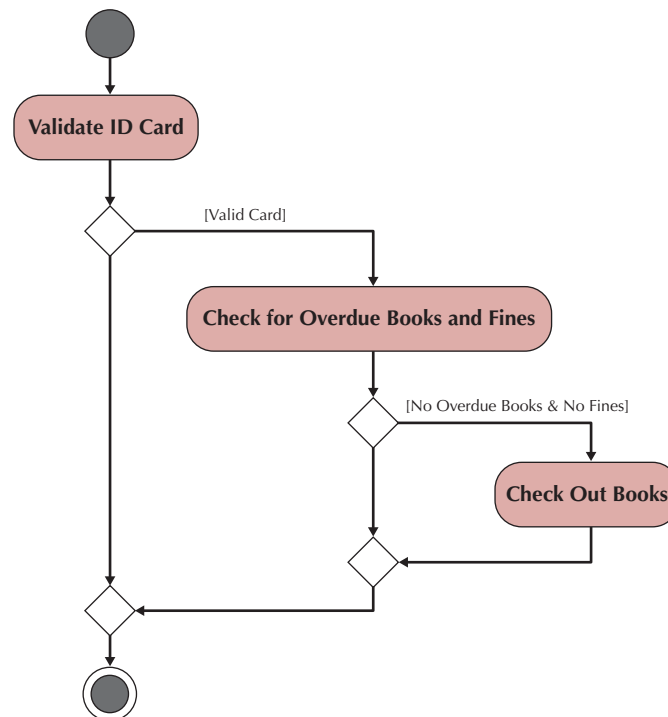 Validate ID Card
[Valid Card]
Check for Overdue Books and Fines
[No Overdue Books & No Fines]
Check Out Books